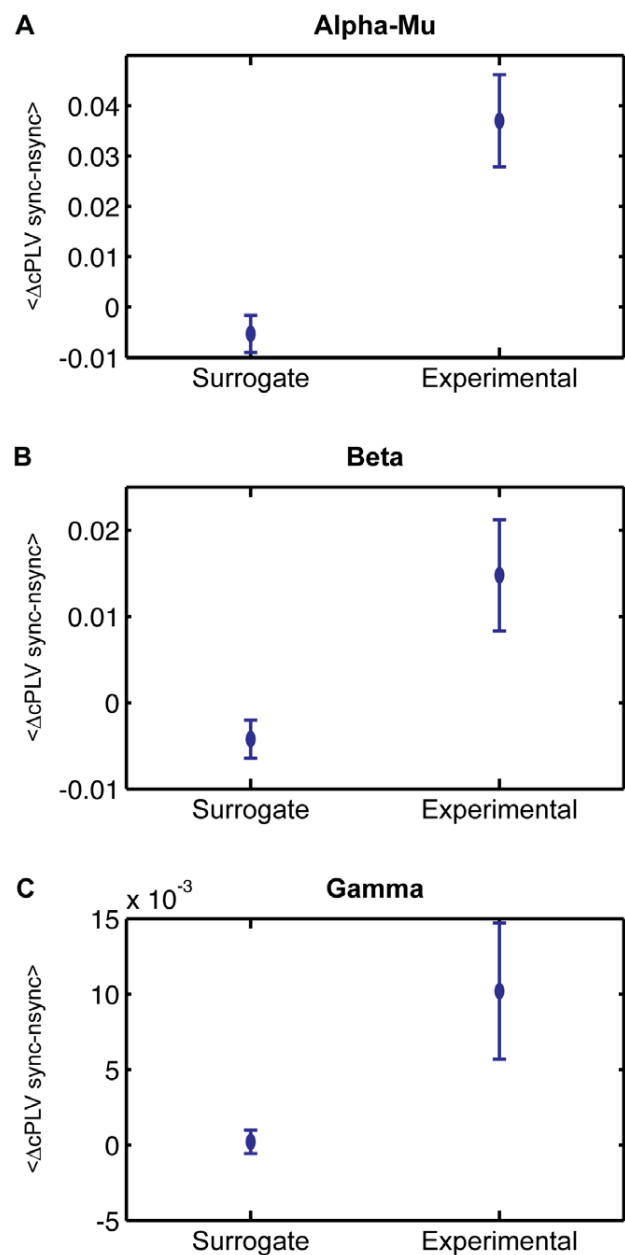 A
Alpha-Mu
<ΔcPLV sync-nsync>
0.04
0.03
0.02
0.01
0
-0.01
Surrogate
Experimental
B
Beta
<ΔcPLV sync-nsync>
0.02
0.01
0
-0.01
Surrogate
Experimental
C
x 10-3
Gamma
<ΔcPLV sync-nsync>
15
10
5
0
-5
Surrogate
Experimental